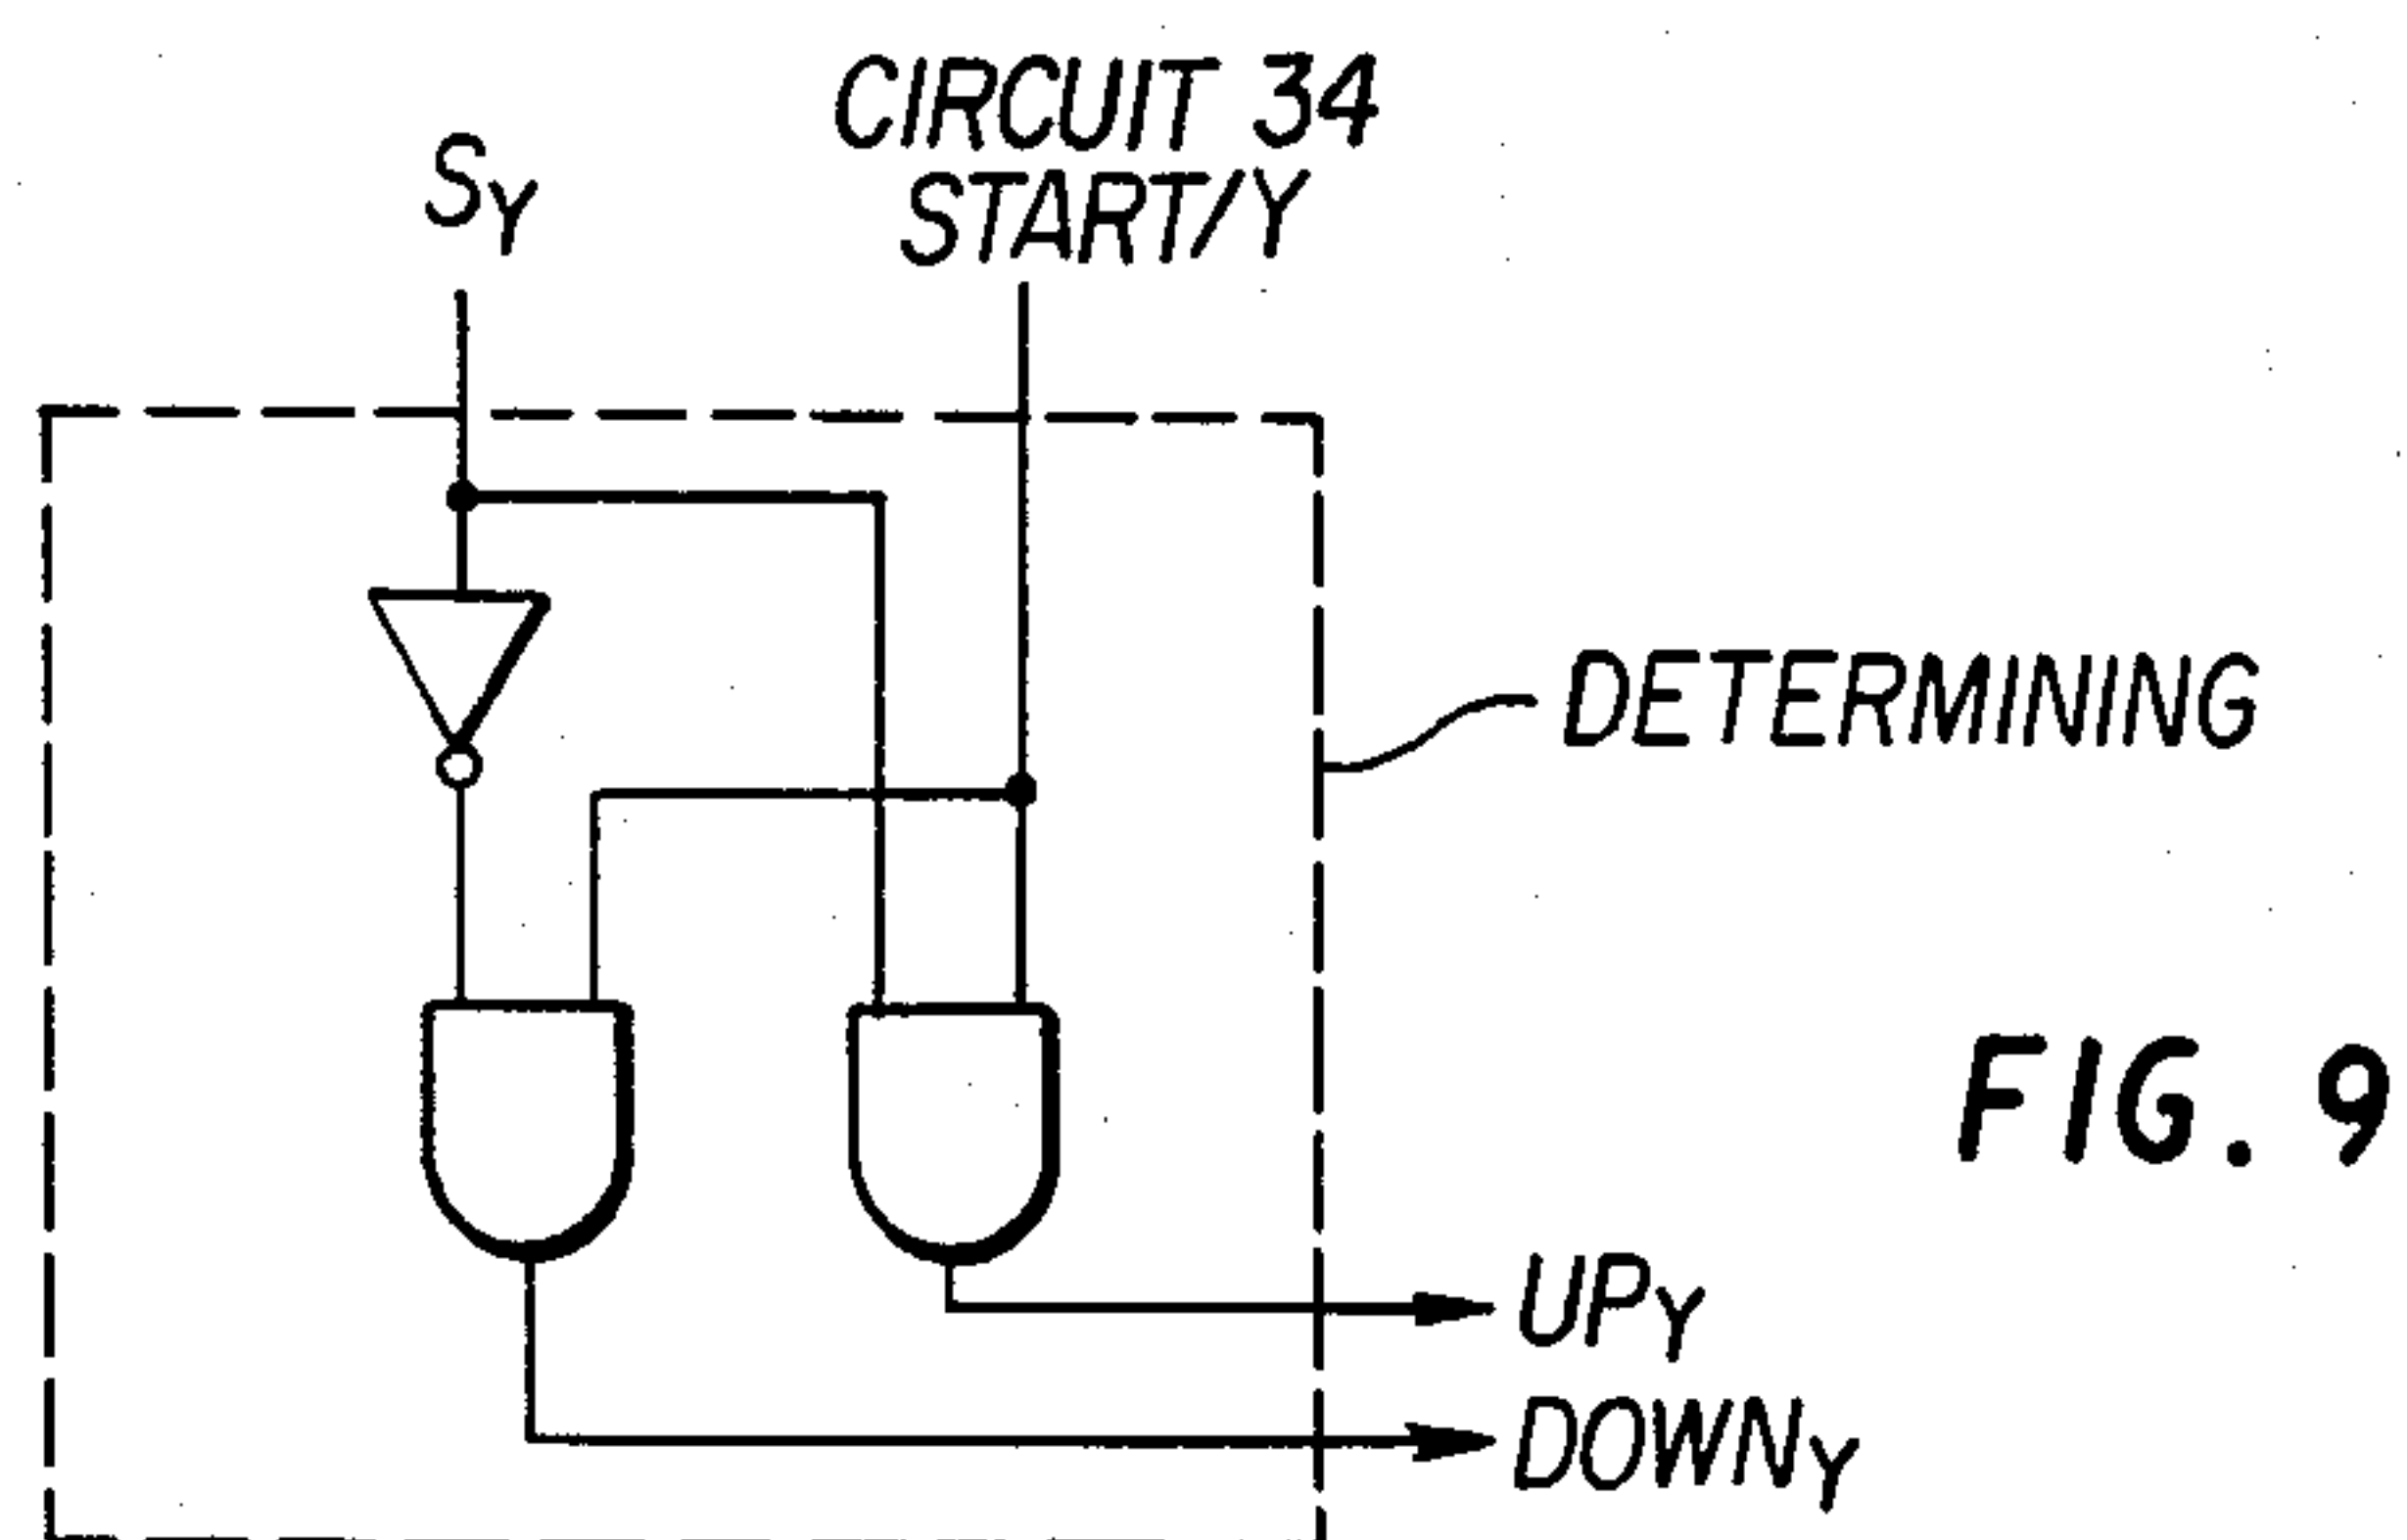 CIRCUIT 34
START/Y
SY
DETERMINING
FIG. 9
UPY
DOWNY